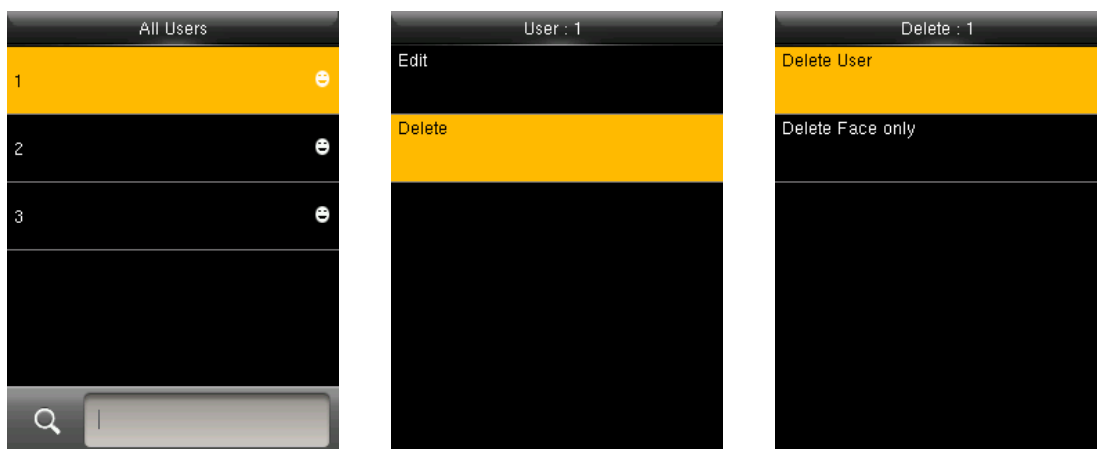 All Users
1
2
3
User : 1
Edit
Delete
Delete : 1
Delete User
Delete Face only